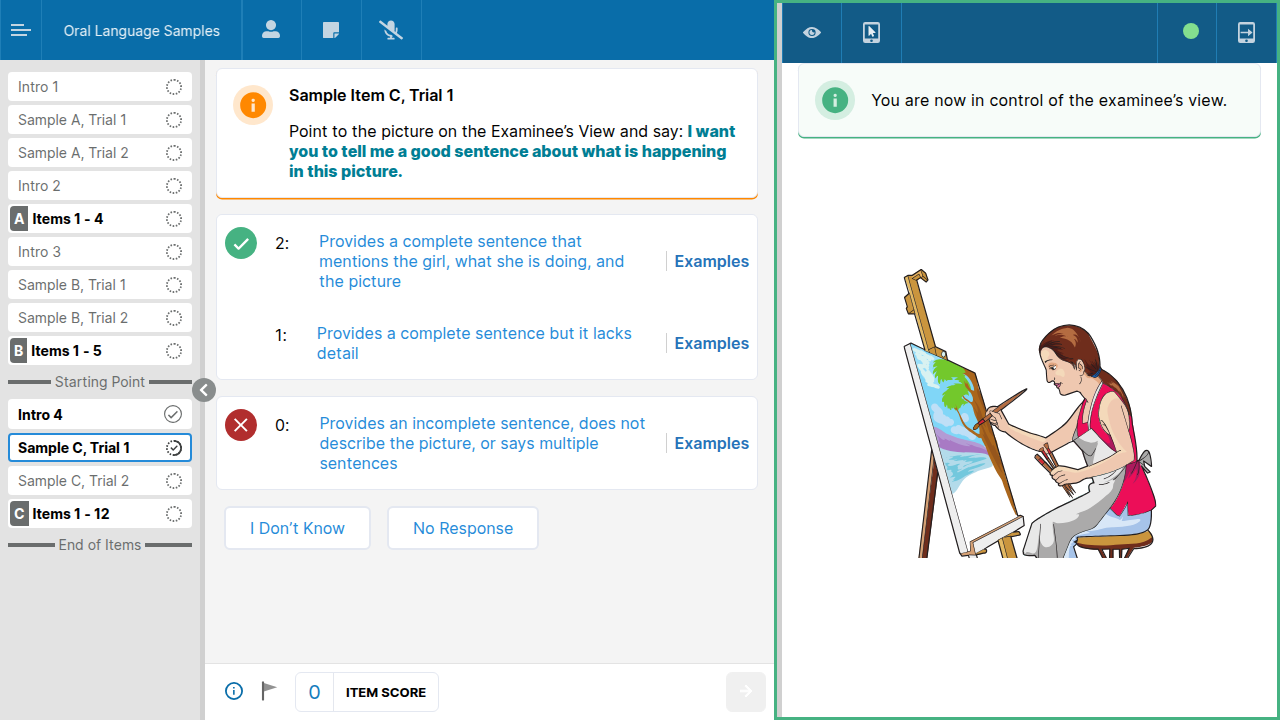 Oral Language Samples
Intro 1
Sample A, Trial 1
Sample A, Trial 2
Intro 2
A Items 1 - 4
Intro 3
Sample B, Trial 1
Sample B, Trial 2
B Items 1 - 5
Starting Point
Intro 4
Sample C, Trial 1
Sample C, Trial 2
C Items 1 - 12
End of Items
Sample Item C, Trial 1
Point to the picture on the Examinee's View and say: I want
you to tell me a good sentence about what is happening
in this picture.
2: Provides a complete sentence that
mentions the girl, what she is doing, and
the picture
Examples
1: Provides a complete sentence but it lacks
detail
Examples
0: Provides an incomplete sentence, does not
describe the picture, or says multiple
sentences
Examples
I Don't Know
No Response
0 ITEM SCORE
You are now in control of the examinee's view.